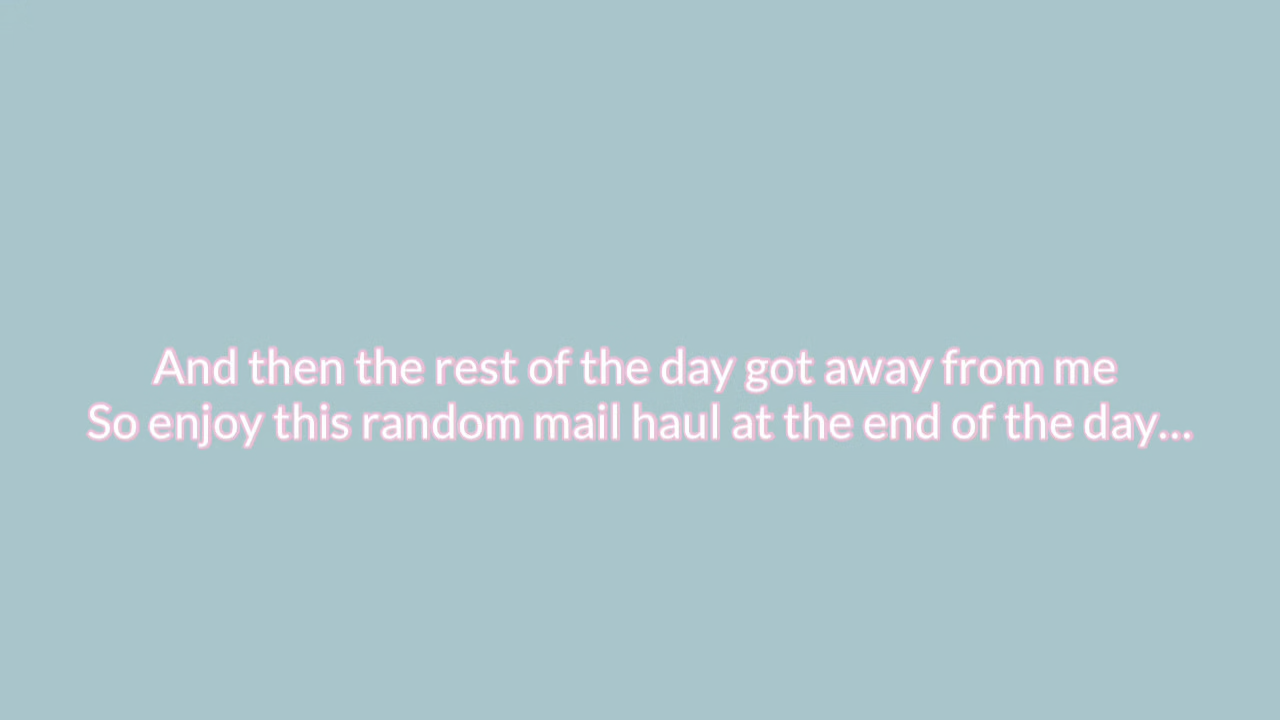 And then the rest of the day got away from me
So enjoy this random mail haul at the end of the day...